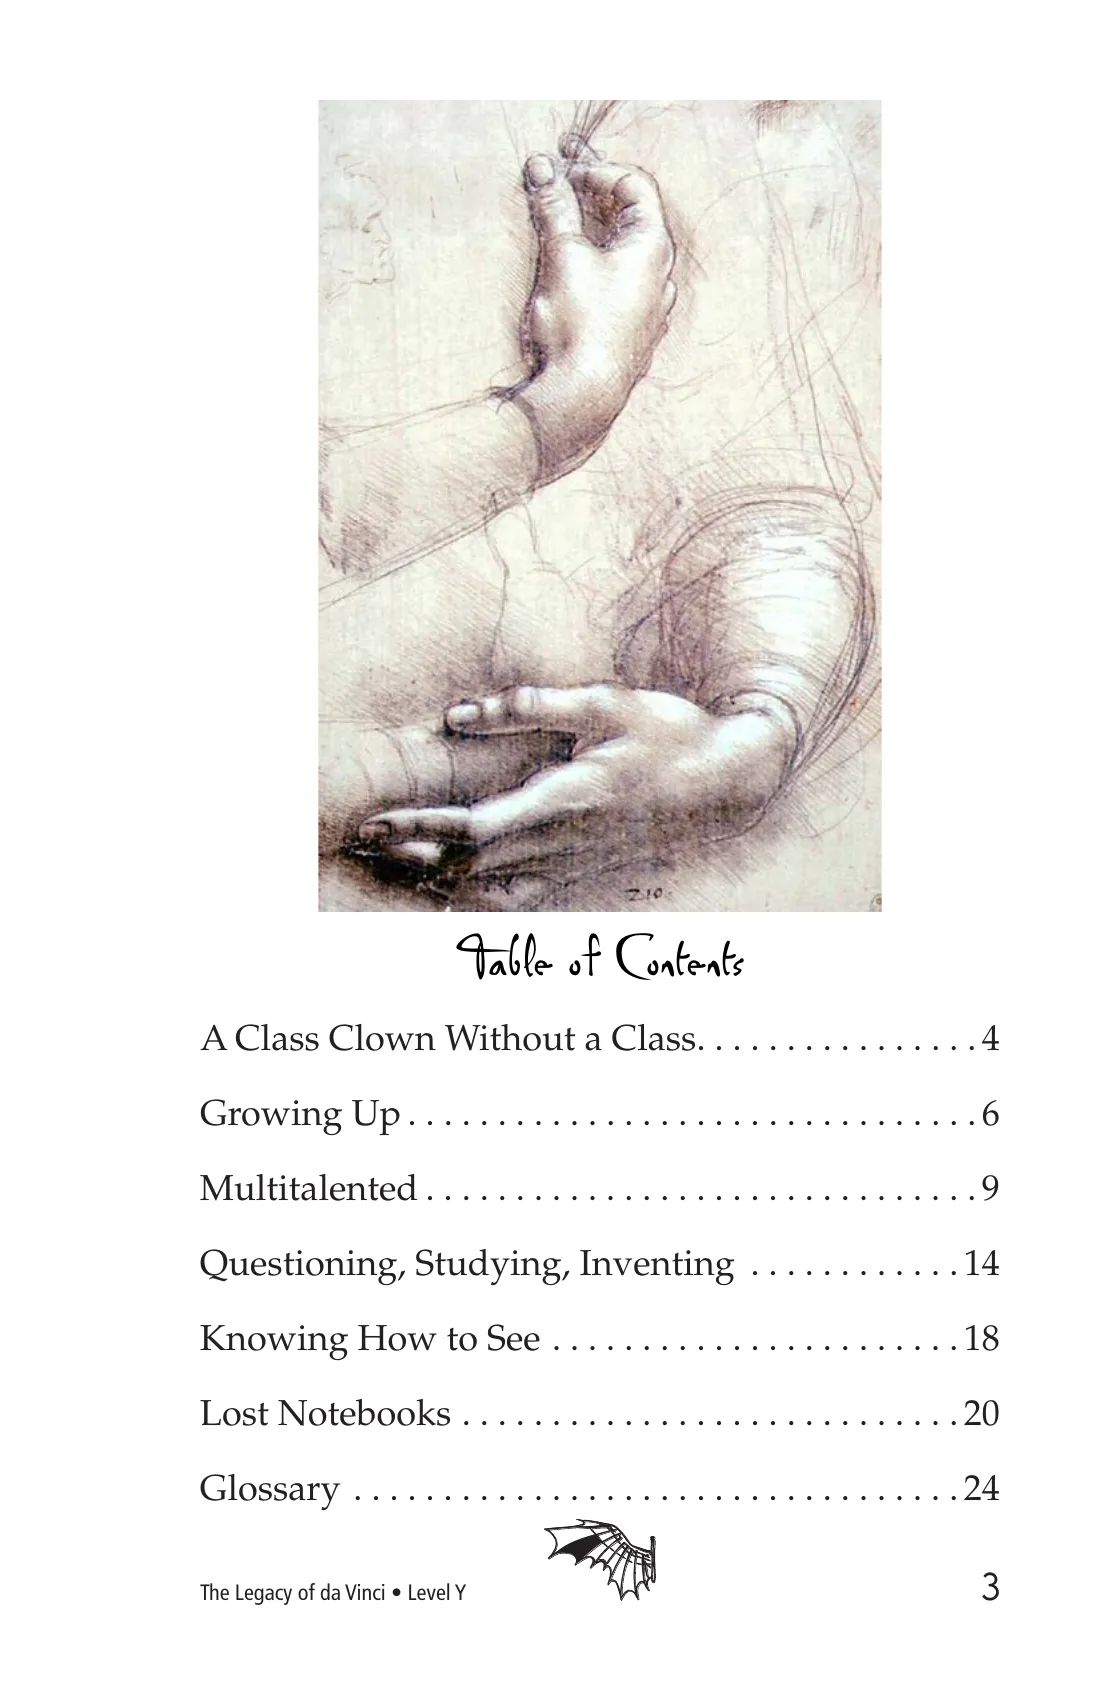 210
Table of Contents
A Class Clown Without a Class. . . . . . . . . . . . . . . . 4
Growing Up . . . . . . . . . . . . . . . . . . . . . . . . . . . . . . . . 6
Multitalented . . . . . . . . . . . . . . . . . . . . . . . . . . . . . . . 9
Questioning, Studying, Inventing . . . . . . . . . . . . 14
Knowing How to See . . . . . . . . . . . . . . . . . . . . . . . 18
Lost Notebooks . . . . . . . . . . . . . . . . . . . . . . . . . . . . 20
Glossary . . . . . . . . . . . . . . . . . . . . . . . . . . . . . . . . . . 24
The Legacy of da Vinci • Level Y
3